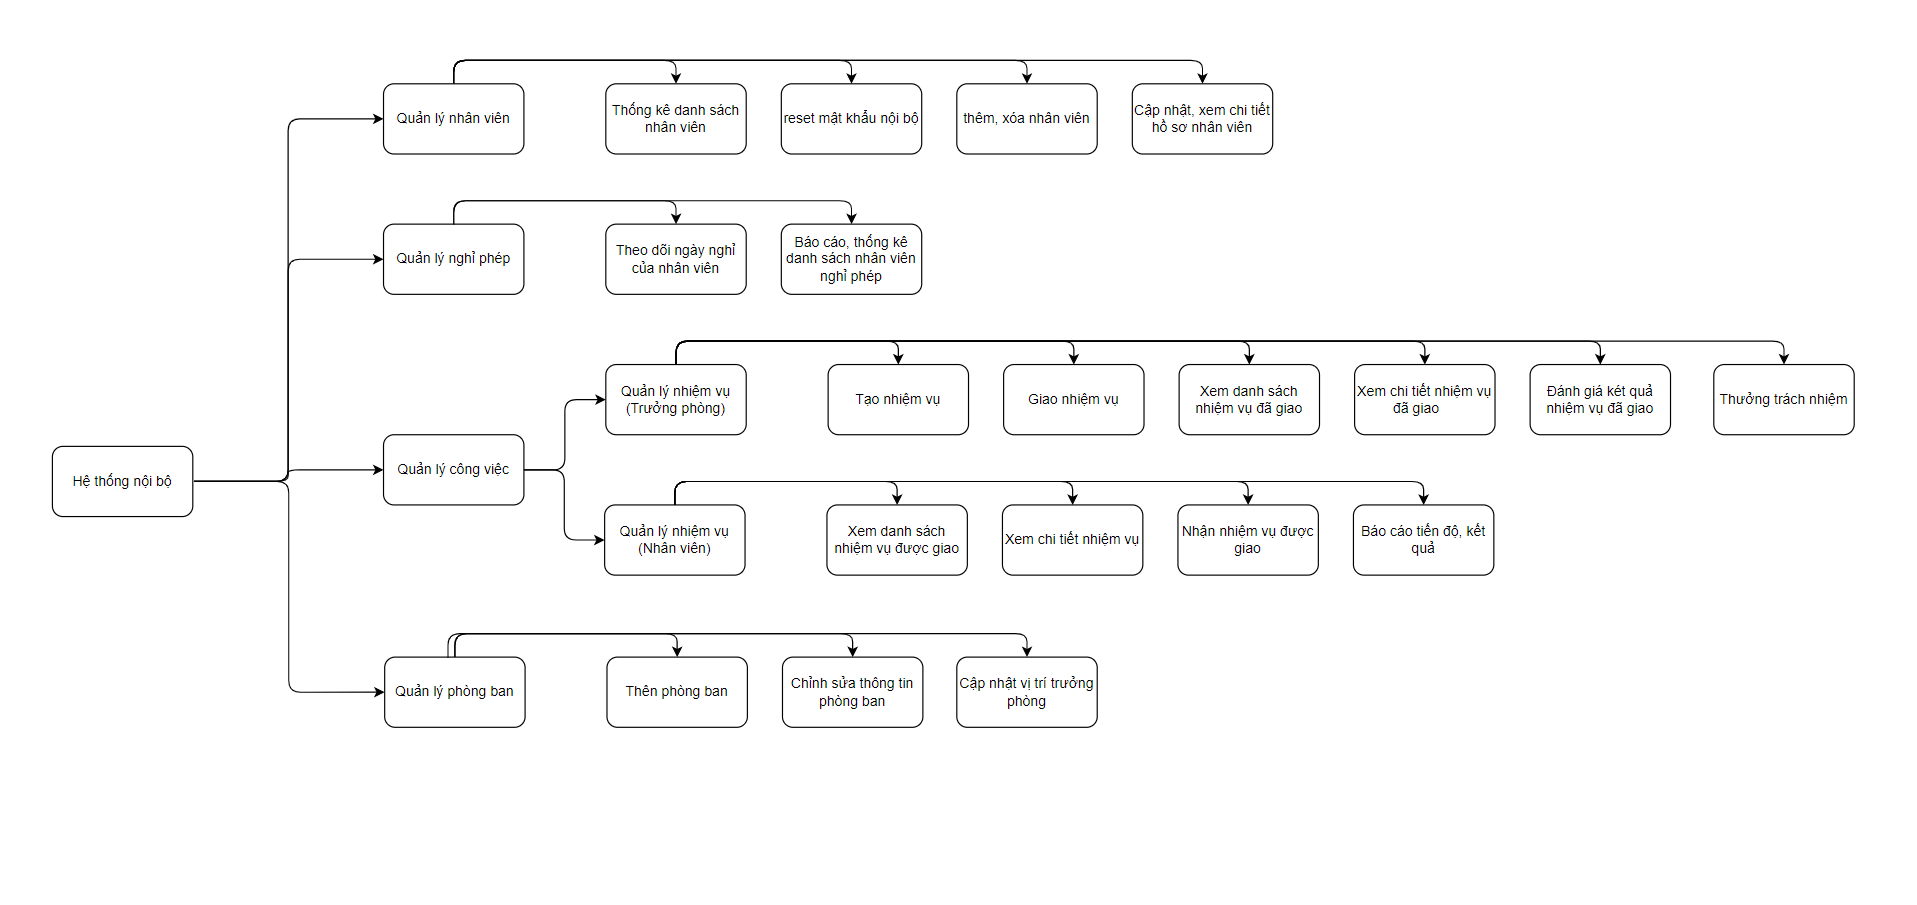 Quản lý nhân viên
Thống kê danh sách
nhân viên
reset mật khẩu nội bộ
thêm, xóa nhân viên
Cập nhật, xem chi tiết
hồ sơ nhân viên
Quản lý nghỉ phép
Theo dõi ngày nghỉ
của nhân viên
Báo cáo, thống kê
danh sách nhân viên
nghỉ phép
Quản lý nhiệm vụ
(Trưởng phòng)
Tạo nhiệm vụ
Giao nhiệm vụ
Xem danh sách
nhiệm vụ đã giao
Xem chi tiết nhiệm vụ
đã giao
Đánh giá két quả
nhiệm vụ đã giao
Thưởng trách nhiệm
Hệ thống nội bộ
Quản lý công việc
Quản lý nhiệm vụ
(Nhân viên)
Xem danh sách
nhiệm vụ được giao
Xem chi tiết nhiệm vụ
Nhận nhiệm vụ được
giao
Báo cáo tiến độ, kết
quả
Quản lý phòng ban
Thên phòng ban
Chỉnh sửa thông tin
phòng ban
Cập nhật vị trí trưởng
phòng